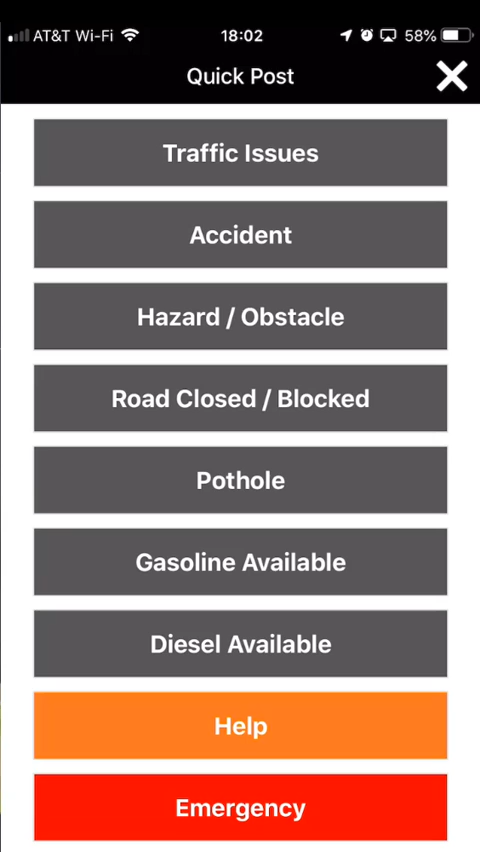 AT&T Wi-Fi 18:02 58%
Quick Post
Traffic Issues
Accident
Hazard / Obstacle
Road Closed / Blocked
Pothole
Gasoline Available
Diesel Available
Help
Emergency